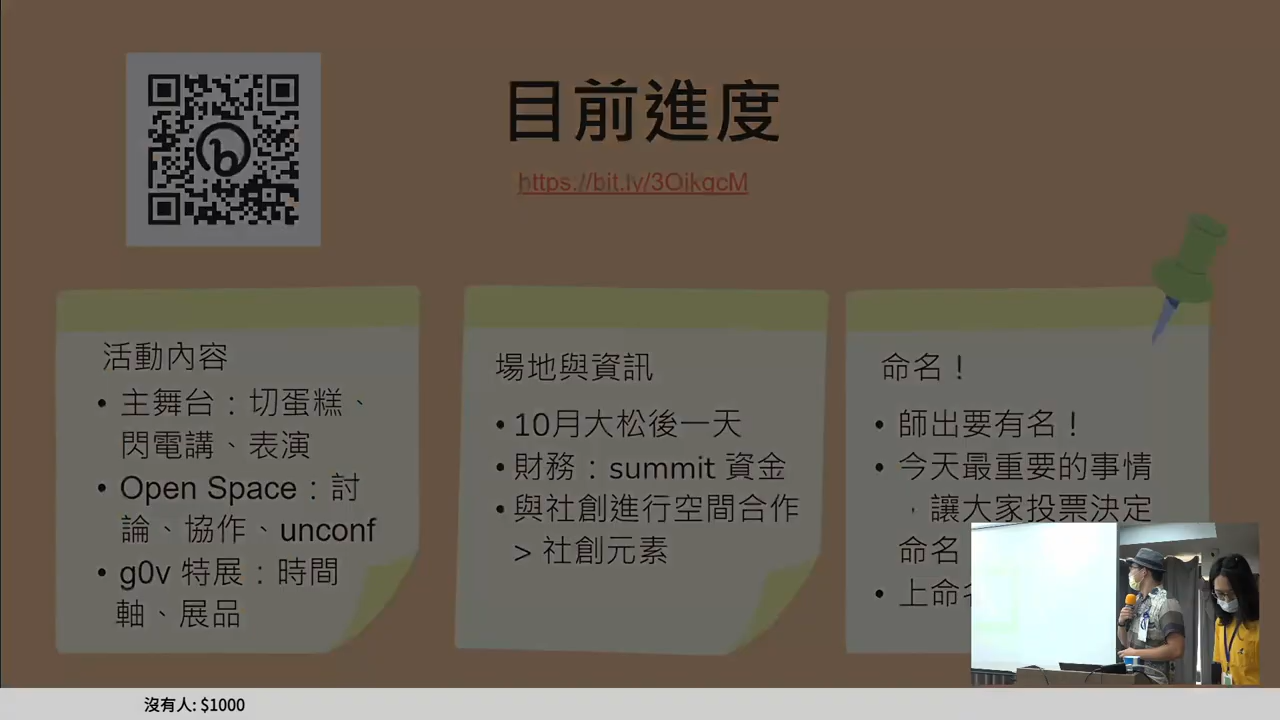 目前進度
https://bit.ly/3OjkgcM
活動內容
• 主舞台：切蛋糕、
閃電講、表演
• Open Space：討
論、協作、unconf
• g0v 特展：時間
軸、展品
場地與資訊
• 10月大松後一天
• 財務：summit 資金
• 與社創進行空間合作
> 社創元素
命名！
• 師出要有名！
• 今天最重要的事情
，讓大家投票決定
命名
• 上命
沒有人: $1000